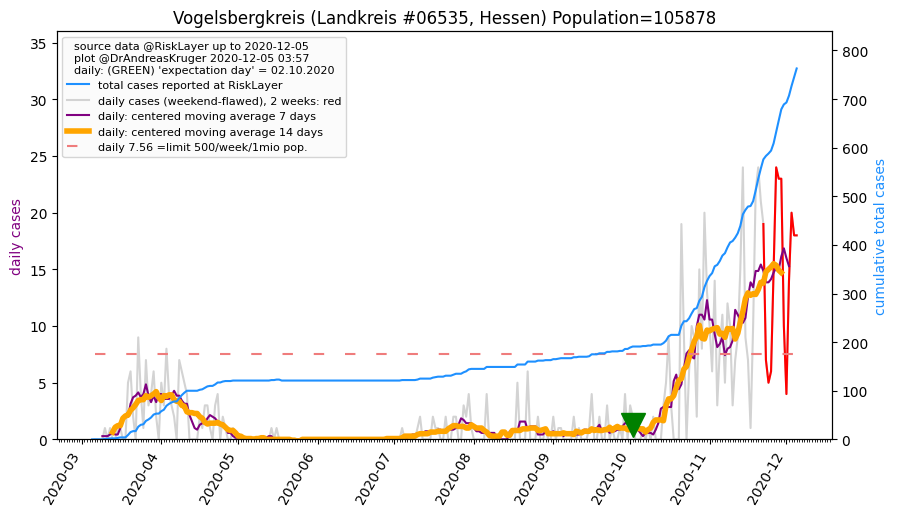 Vogelsbergkreis (Landkreis #06535, Hessen) Population=105878
source data @RiskLayer up to 2020-12-05
plot @DrAndreasKruger 2020-12-05 03:57
daily: (GREEN) 'expectation day' = 02.10.2020
total cases reported at RiskLayer
daily cases (weekend-flawed), 2 weeks: red
daily: centered moving average 7 days
daily: centered moving average 14 days
daily 7.56 =limit 500/week/1mio pop.
daily cases
35
30
25
20
15
10
5
0
cumulative total cases
800
700
600
500
400
300
200
100
0
2020-03
2020-04
2020-05
2020-06
2020-07
2020-08
2020-09
2020-10
2020-11
2020-12